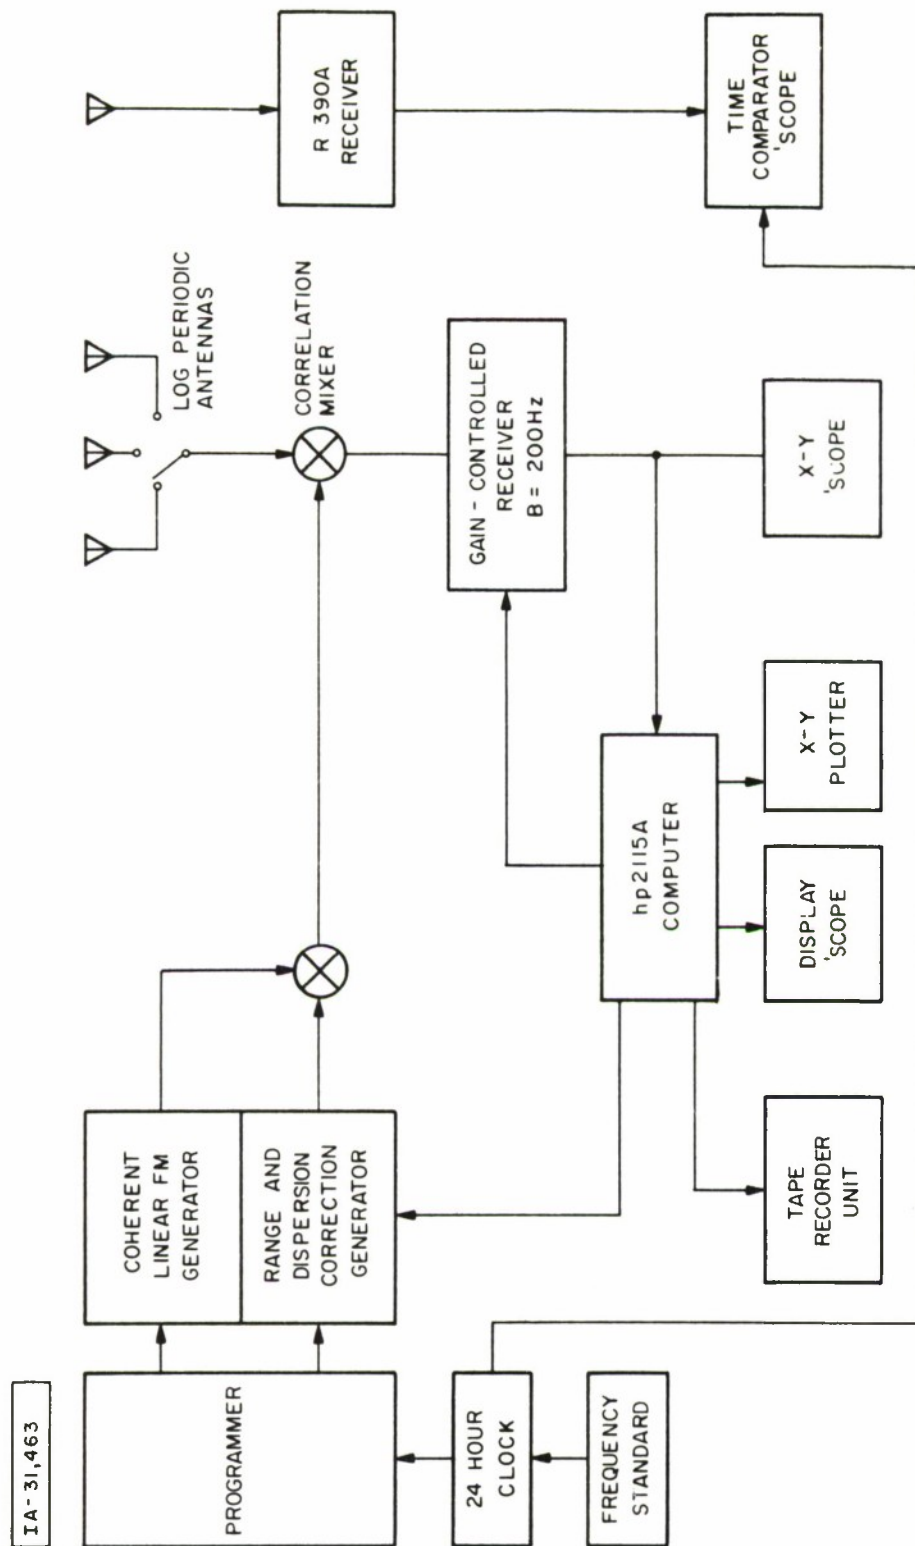 IA-31,463
PROGRAMMER
24 HOUR
CLOCK
FREQUENCY
STANDARD
COHERENT
LINEAR FM
GENERATOR
RANGE AND
DISPERSION
CORRECTION
GENERATOR
TAPE
RECORDER
UNIT
hp2115A
COMPUTER
DISPLAY
'SCOPE
X-Y
PLOTTER
LOG PERIODIC
ANTENNAS
CORRELATION
MIXER
GAIN-CONTROLLED
RECEIVER
B = 200Hz
X-Y
'SCOPE
R 390A
RECEIVER
TIME
COMPARATOR
'SCOPE